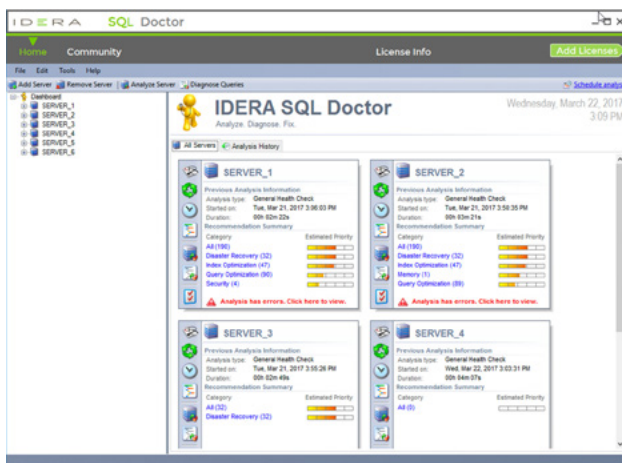 IDERA SQL Doctor
Home Community License Info Add Licenses
File Edit Tools Help
Add Server Remove Server Analyze Server Diagnose Queries Schedule analys
Dashboard
SERVER_1
SERVER_2
SERVER_3
SERVER_4
SERVER_5
SERVER_6
IDERA SQL Doctor
Analyze. Diagnose. Fix.
Wednesday, March 22, 2017
3:09 PM
All Servers Analysis History
SERVER_1
Previous Analysis Information
Analysis type: General Health Check
Started on: Tue, Mar 21, 2017 3:06:03 PM
Duration: 00h 02m 22s
Recommendation Summary
Category Estimated Priority
All (190)
Disaster Recovery (32)
Index Optimization (47)
Query Optimization (90)
Security (4)
Analysis has errors. Click here to view.
SERVER_2
Previous Analysis Information
Analysis type: General Health Check
Started on: Tue, Mar 21, 2017 3:58:35 PM
Duration: 00h 03m 21s
Recommendation Summary
Category Estimated Priority
All (190)
Disaster Recovery (32)
Index Optimization (47)
Memory (1)
Query Optimization (89)
Analysis has errors. Click here to view.
SERVER_3
Previous Analysis Information
Analysis type: General Health Check
Started on: Tue, Mar 21, 2017 3:55:26 PM
Duration: 00h 02m 49s
Recommendation Summary
Category Estimated Priority
All (32)
Disaster Recovery (32)
SERVER_4
Previous Analysis Information
Analysis type: General Health Check
Started on: Wed, Mar 22, 2017 3:03:31 PM
Duration: 00h 04m 07s
Recommendation Summary
Category Estimated Priority
All (0)